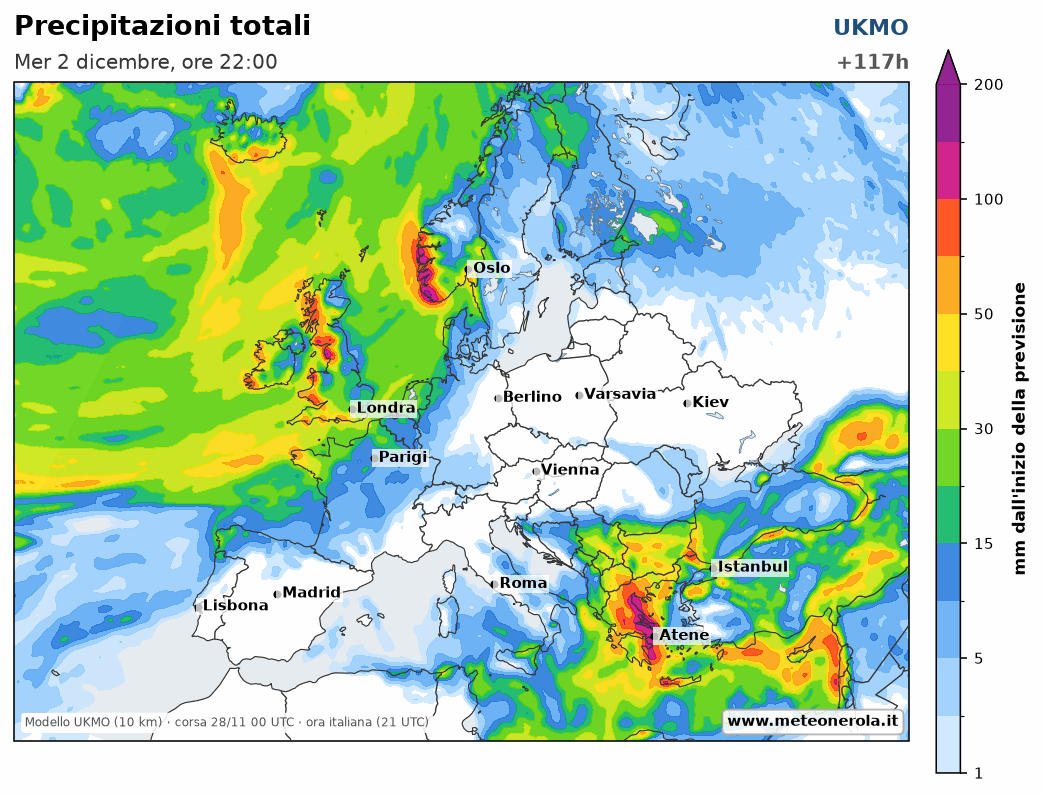 Precipitazioni totali
UKMO
Mer 2 dicembre, ore 22:00
+117h
200
100
50
30
15
5
1
mm dall'inizio della previsione
Oslo
Londra
Berlino
Varsavia
Kiev
Parigi
Vienna
Istanbul
Roma
Madrid
Lisbona
Atene
Modello UKMO (10 km) · corsa 28/11 00 UTC · ora italiana (21 UTC)
www.meteonerola.it